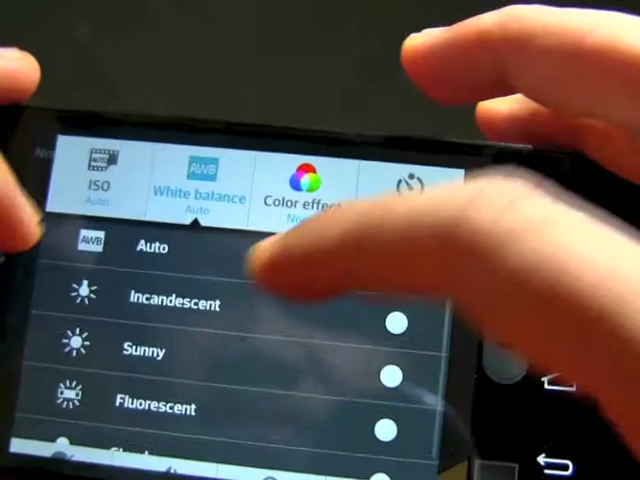 ISO
Auto
AWB
White balance
Auto
Color effect
AWB Auto
Incandescent
Sunny
Fluorescent